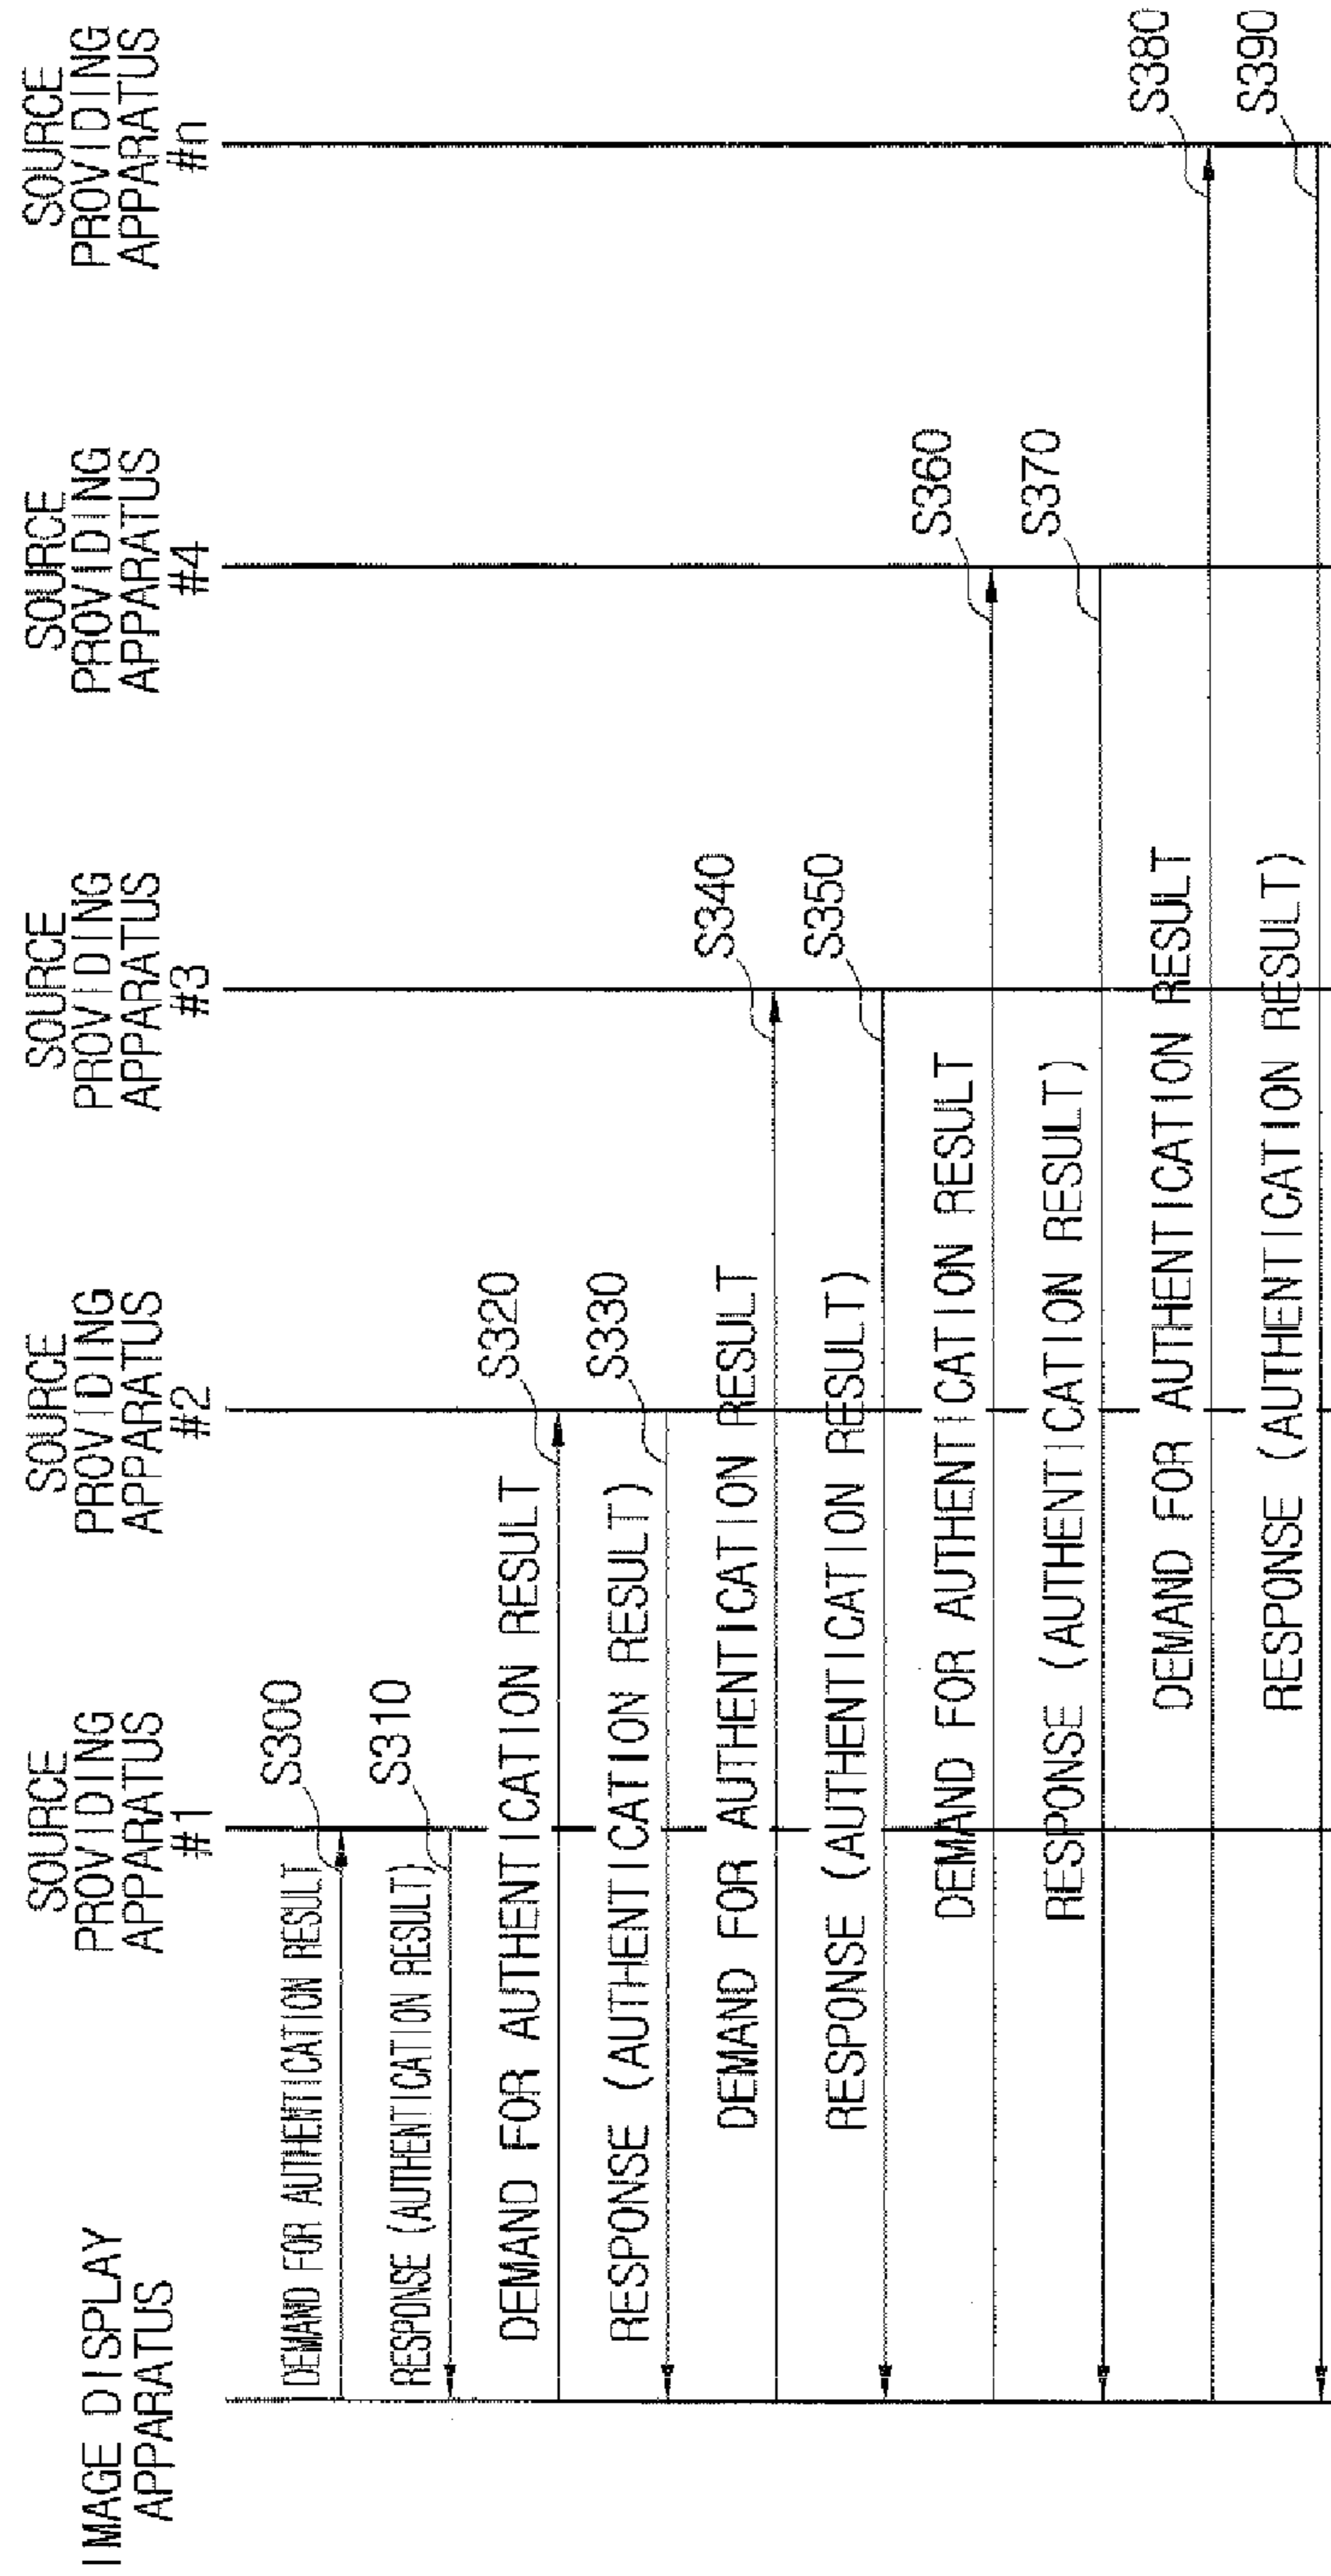 IMAGE DISPLAY
APPARATUS
SOURCE
PROVIDING
APPARATUS
#1
SOURCE
PROVIDING
APPARATUS
#2
SOURCE
PROVIDING
APPARATUS
#3
SOURCE
PROVIDING
APPARATUS
#4
SOURCE
PROVIDING
APPARATUS
#n
DEMAND FOR AUTHENTICATION RESULT
S300
RESPONSE (AUTHENTICATION RESULT)
S310
DEMAND FOR AUTHENTICATION RESULT
S320
RESPONSE (AUTHENTICATION RESULT)
S330
DEMAND FOR AUTHENTICATION RESULT
S340
RESPONSE (AUTHENTICATION RESULT)
S350
DEMAND FOR AUTHENTICATION RESULT
S360
RESPONSE (AUTHENTICATION RESULT)
S370
DEMAND FOR AUTHENTICATION RESULT
S380
RESPONSE (AUTHENTICATION RESULT)
S390